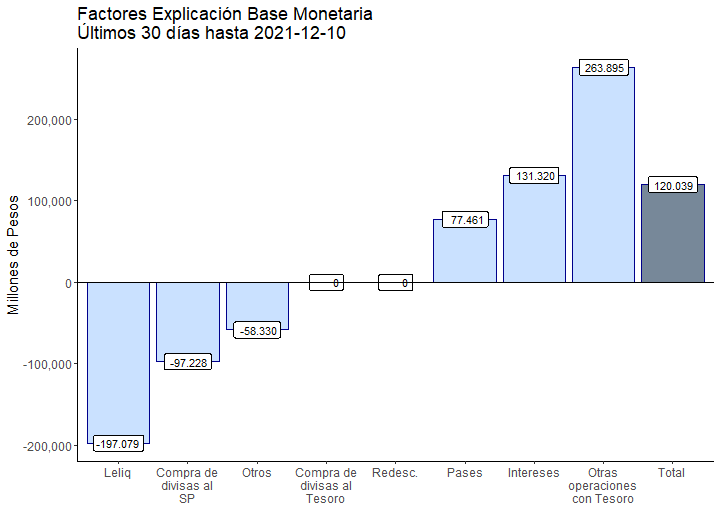 Factores Explicación Base Monetaria
Últimos 30 días hasta 2021-12-10
Millones de Pesos
200,000
100,000
0
-100,000
-200,000
-197.079
-97.228
-58.330
0
0
77.461
131.320
263.895
120.039
Leliq
Compra de
divisas al
SP
Otros
Compra de
divisas al
Tesoro
Redesc.
Pases
Intereses
Otras
operaciones
con Tesoro
Total